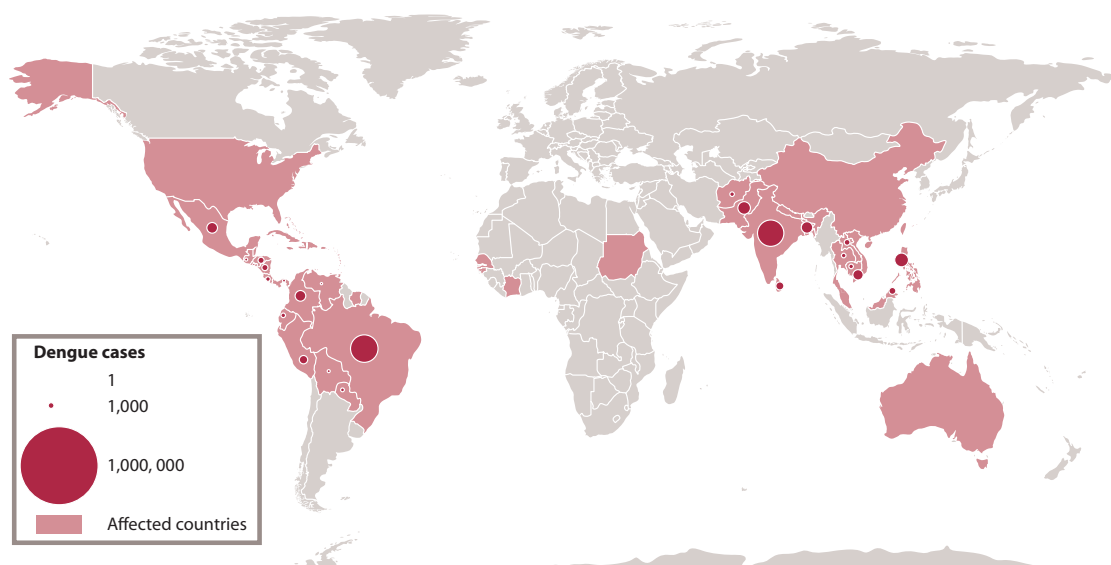 Dengue cases
1
1,000
1,000, 000
Affected countries